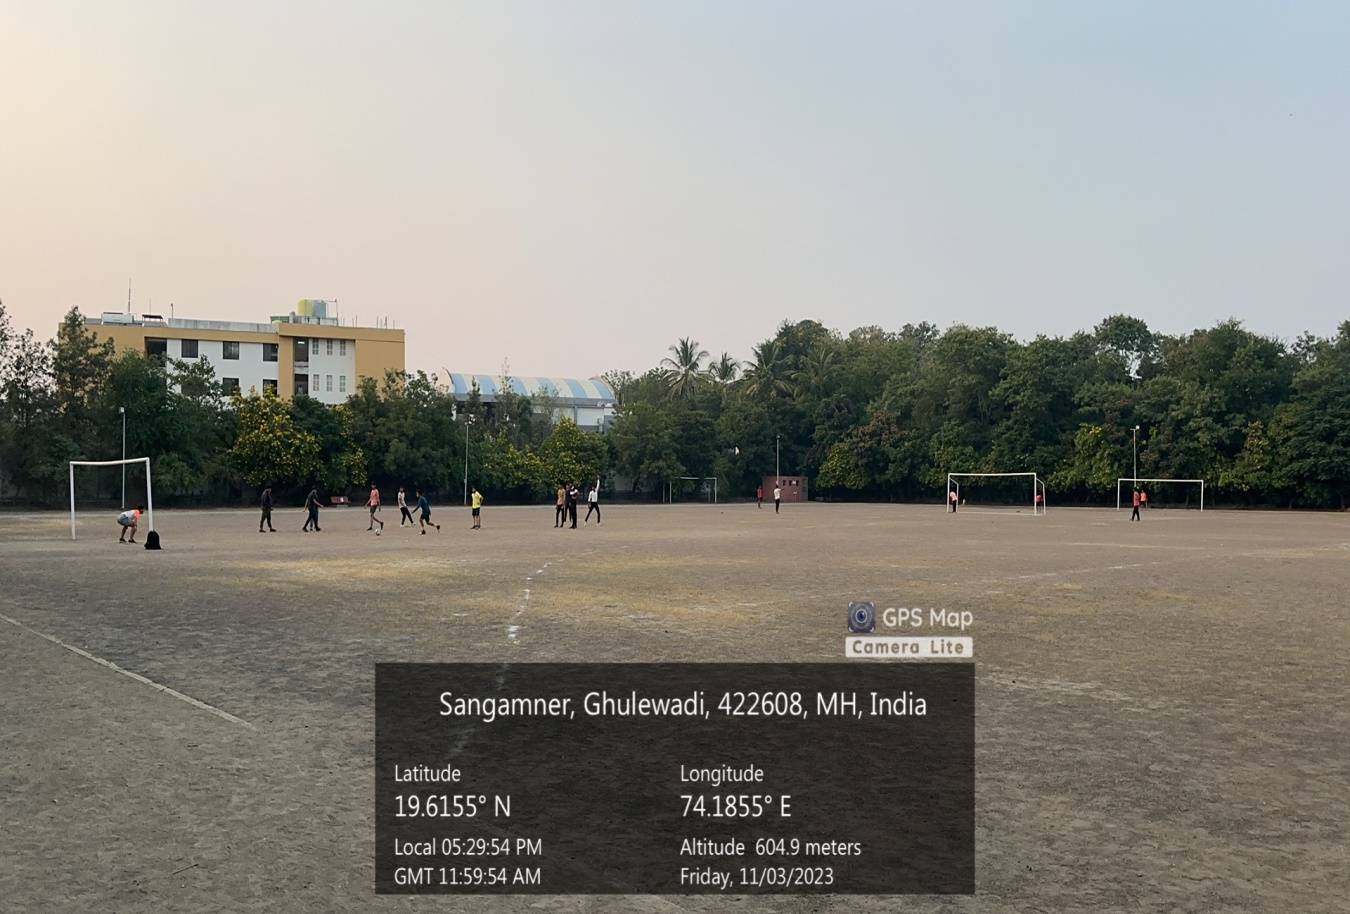 GPS Map
Camera Lite
Sangamner, Ghulewadi, 422608, MH, India
Latitude
19.6155° N
Longitude
74.1855° E
Local 05:29:54 PM
GMT 11:59:54 AM
Altitude 604.9 meters
Friday, 11/03/2023